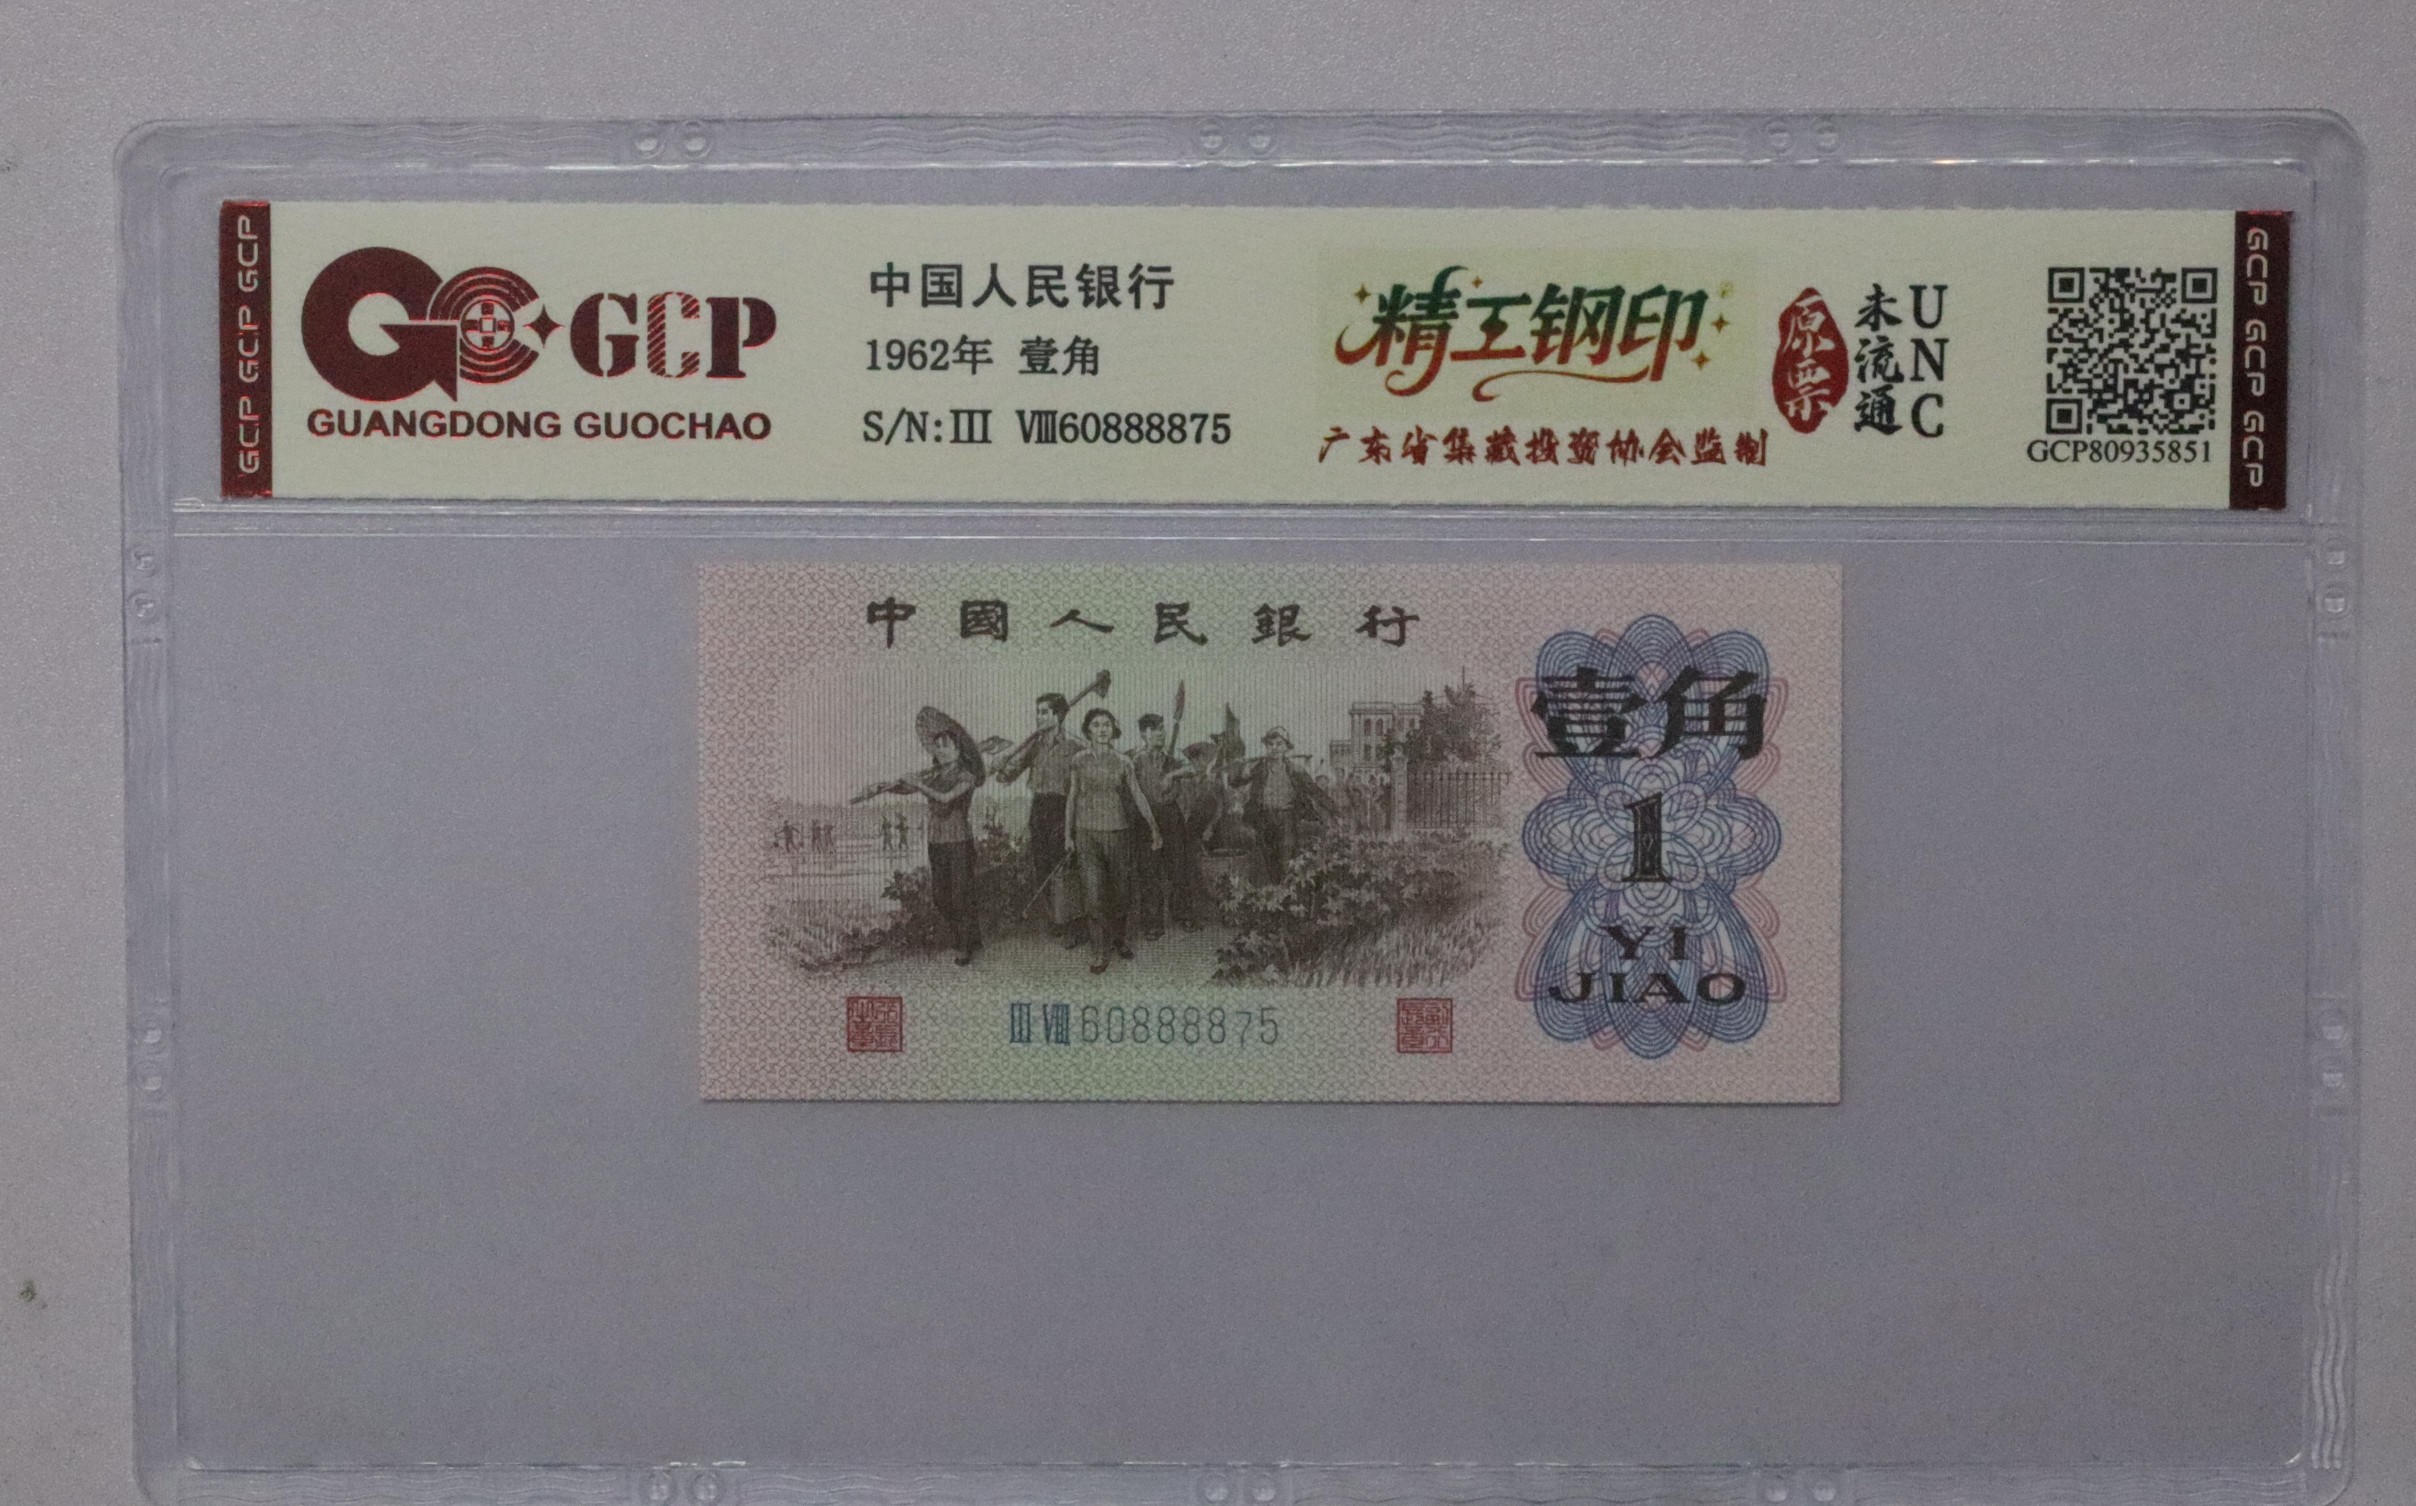 GCP GCP GCP
GCP
GUANGDONG GUOCHAO
中国人民银行
1962年 壹角
S/N:III VIII60888875
精工钢印
广东省集藏投资协会监制
原票
未流通
UNC
GCP80935851
GCP GCP GCP
中國人民銀行
壹角
1
YI
JIAO
III VIII 60888875